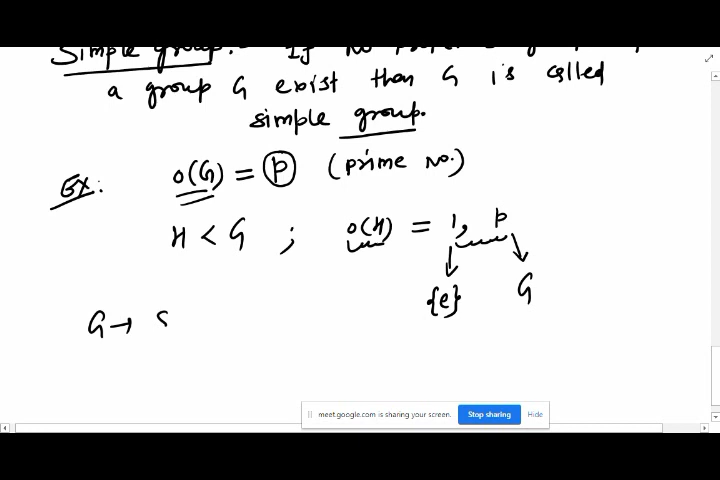 Simple group :- If No
a group G exist than G is called
simple group.
Ex: o(G) = p (prime no.)
H < G ; o(H) = 1, p
{e} G
G → s
meet.google.com is sharing your screen. Stop sharing Hide